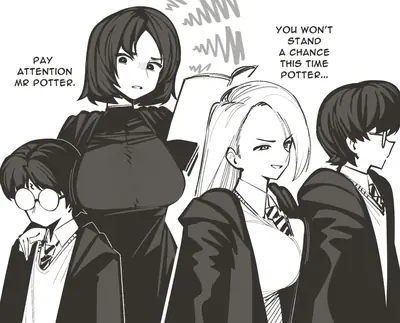 PAY
ATTENTION
MR POTTER.
YOU WON'T
STAND
A CHANCE
THIS TIME
POTTER...